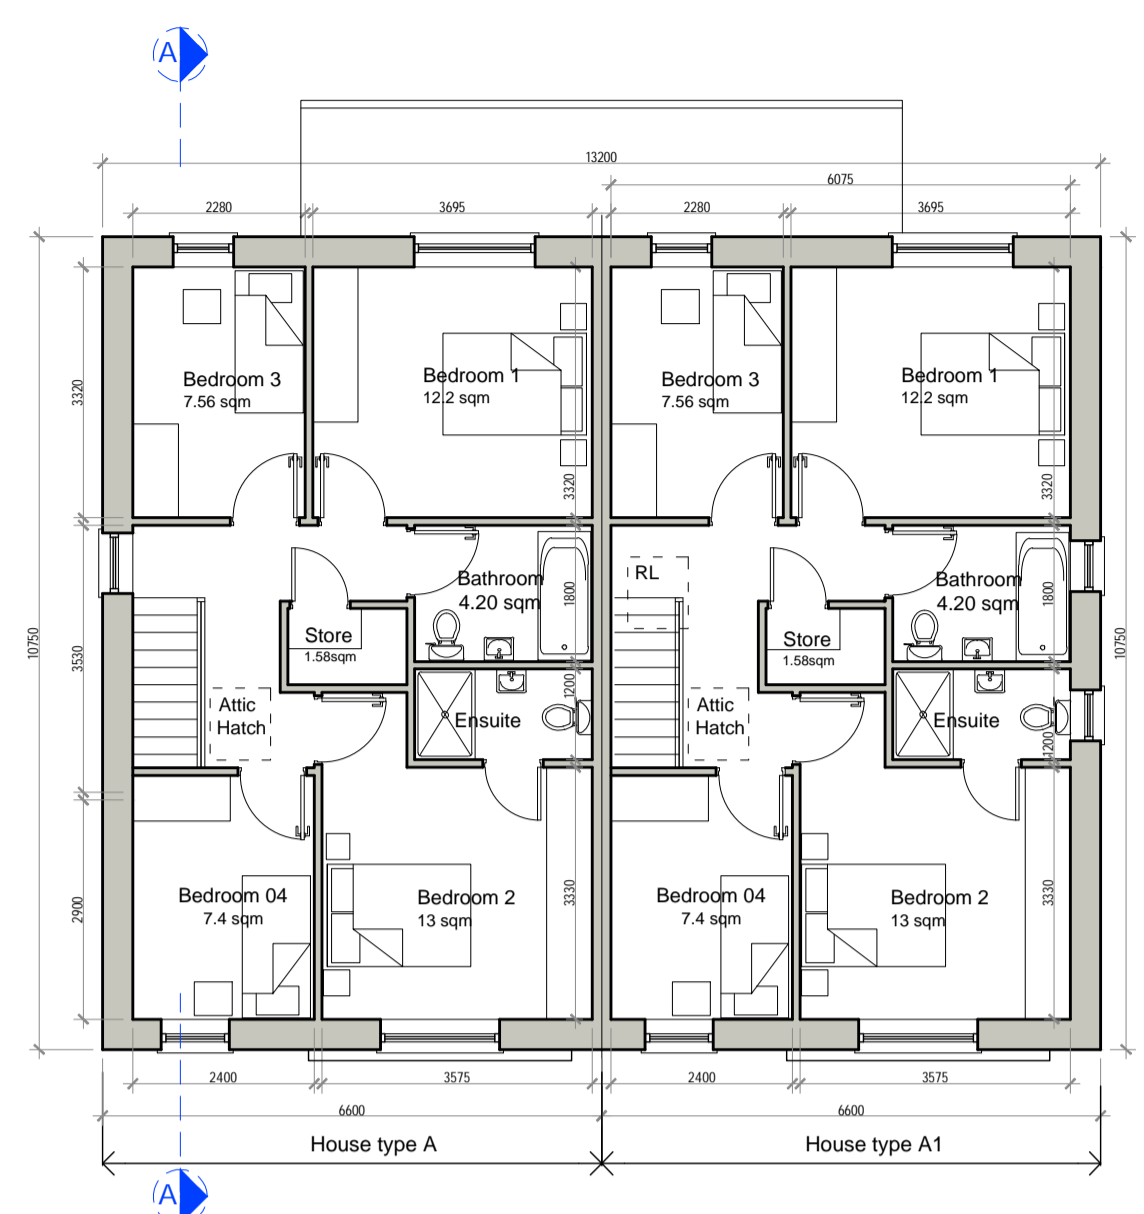 A
13200
6075
2280
3695
2280
3695
Bedroom 3
7.56 sqm
Bedroom 1
12.2 sqm
Bedroom 3
7.56 sqm
Bedroom 1
12.2 sqm
3320
3320
3320
10750
3530
2900
10750
Bathroom
4.20 sqm
1800
RL
Bathroom
4.20 sqm
1800
Store
1.58sqm
Store
1.58sqm
Attic
Hatch
Ensuite
1200
Attic
Hatch
Ensuite
1200
Bedroom 04
7.4 sqm
Bedroom 2
13 sqm
3330
Bedroom 04
7.4 sqm
Bedroom 2
13 sqm
3330
2400
3575
2400
3575
6600
6600
House type A
House type A1
A